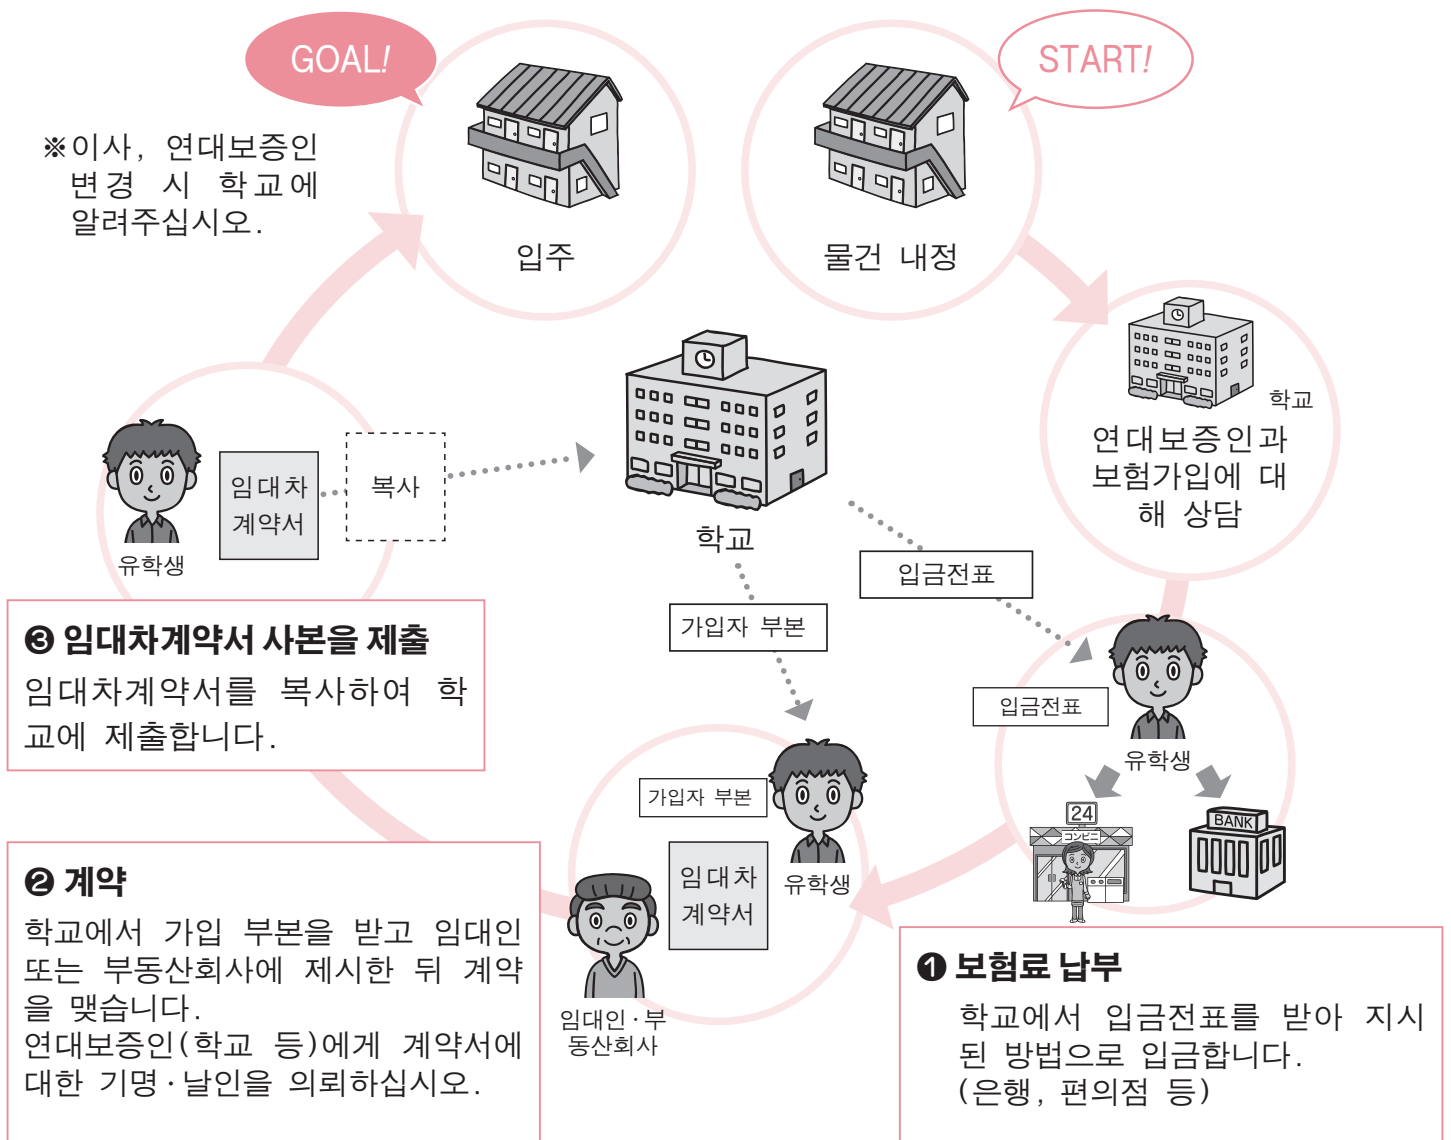 START!
물건 내정
학교
연대보증인과
보험가입에 대
해 상담
학교
입금전표
가입자 부본
입금전표
유학생
24
コンビニ
BANK
❶ 보험료 납부
학교에서 입금전표를 받아 지시
된 방법으로 입금합니다.
(은행, 편의점 등)
가입자 부본
임대차
계약서
유학생
임대인·부
동산회사
❷ 계약
학교에서 가입 부본을 받고 임대인
또는 부동산회사에 제시한 뒤 계약
을 맺습니다.
연대보증인(학교 등)에게 계약서에
대한 기명·날인을 의뢰하십시오.
유학생
임대차
계약서
복사
❸ 임대차계약서 사본을 제출
임대차계약서를 복사하여 학
교에 제출합니다.
GOAL!
입주
※이사, 연대보증인
변경 시 학교에
알려주십시오.